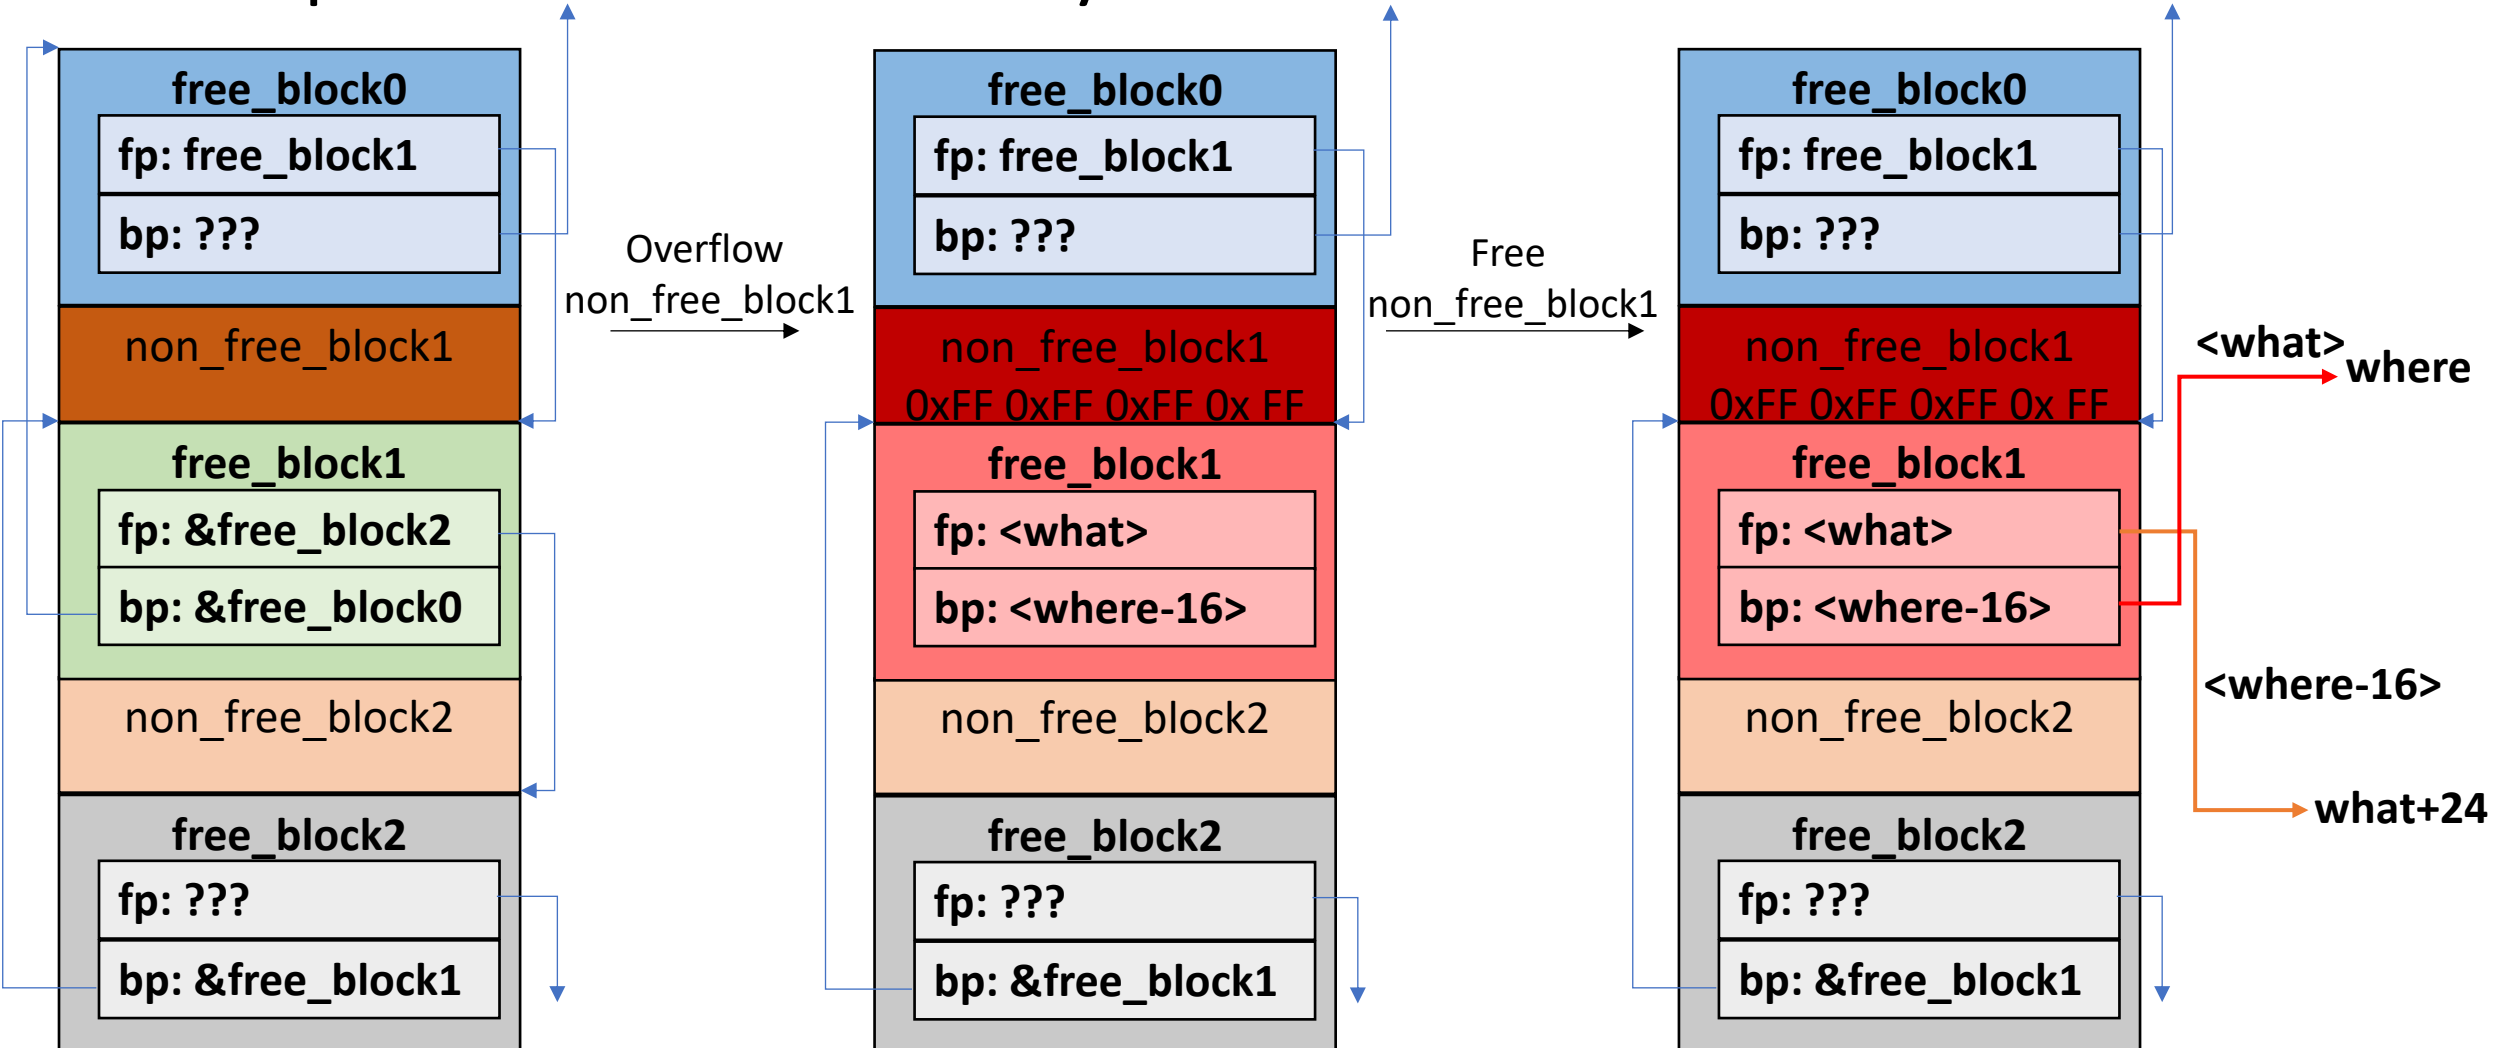 free_block0
fp: free_block1
bp: ???
non_free_block1
free_block1
fp: &free_block2
bp: &free_block0
non_free_block2
free_block2
fp: ???
bp: &free_block1
Overflow
non_free_block1
free_block0
fp: free_block1
bp: ???
non_free_block1
0xFF 0xFF 0xFF 0x FF
free_block1
fp: <what>
bp: <where-16>
non_free_block2
free_block2
fp: ???
bp: &free_block1
Free
non_free_block1
free_block0
fp: free_block1
bp: ???
non_free_block1
0xFF 0xFF 0xFF 0x FF
free_block1
fp: <what>
bp: <where-16>
non_free_block2
free_block2
fp: ???
bp: &free_block1
<what>
where
<where-16>
what+24